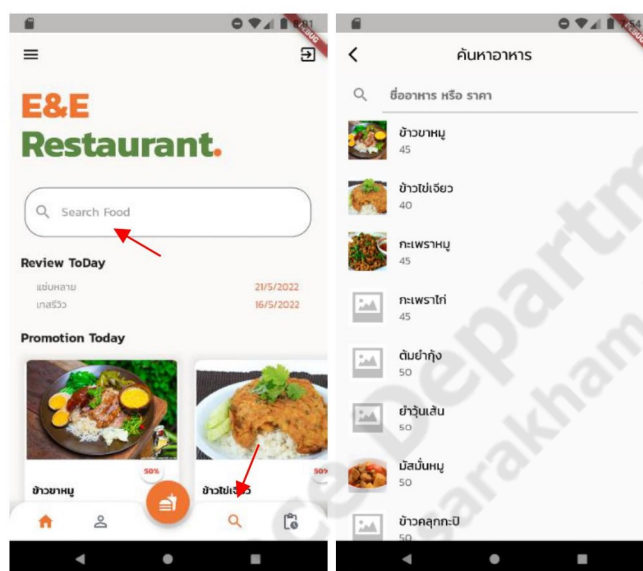 E&E
Restaurant.
Search Food
Review ToDay
แซ่บหลาย
21/5/2022
เทสรีวิว
16/5/2022
Promotion Today
50%
50%
ข้าวขาหมู
ข้าวไข่เจียว
DEBUG
ค้นหาอาหาร
ชื่ออาหาร หรือ ราคา
ข้าวขาหมู
45
ข้าวไข่เจียว
40
กะเพราหมู
45
กะเพราไก่
45
ต้มยำกุ้ง
50
ยำวุ้นเส้น
50
มัสมั่นหมู
50
ข้าวคลุกกะปิ
50